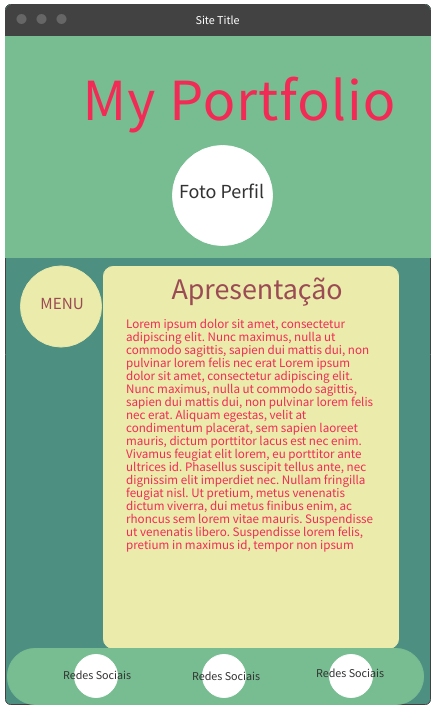 Site Title
My Portfolio
Foto Perfil
MENU
Apresentação
Lorem ipsum dolor sit amet, consectetur
adipiscing elit. Nunc maximus, nulla ut
commodo sagittis, sapien dui mattis dui, non
pulvinar lorem felis nec erat Lorem ipsum
dolor sit amet, consectetur adipiscing elit.
Nunc maximus, nulla ut commodo sagittis,
sapien dui mattis dui, non pulvinar lorem felis
nec erat. Aliquam egestas, velit at
condimentum placerat, sem sapien laoreet
mauris, dictum porttitor lacus est nec enim.
Vivamus feugiat elit lorem, eu porttitor ante
ultrices id. Phasellus suscipit tellus ante, nec
dignissim elit imperdiet nec. Nullam fringilla
feugiat nisl. Ut pretium, metus venenatis
dictum viverra, dui metus finibus enim, ac
rhoncus sem lorem vitae mauris. Suspendisse
ut venenatis libero. Suspendisse lorem felis,
pretium in maximus id, tempor non ipsum
Redes Sociais
Redes Sociais
Redes Sociais